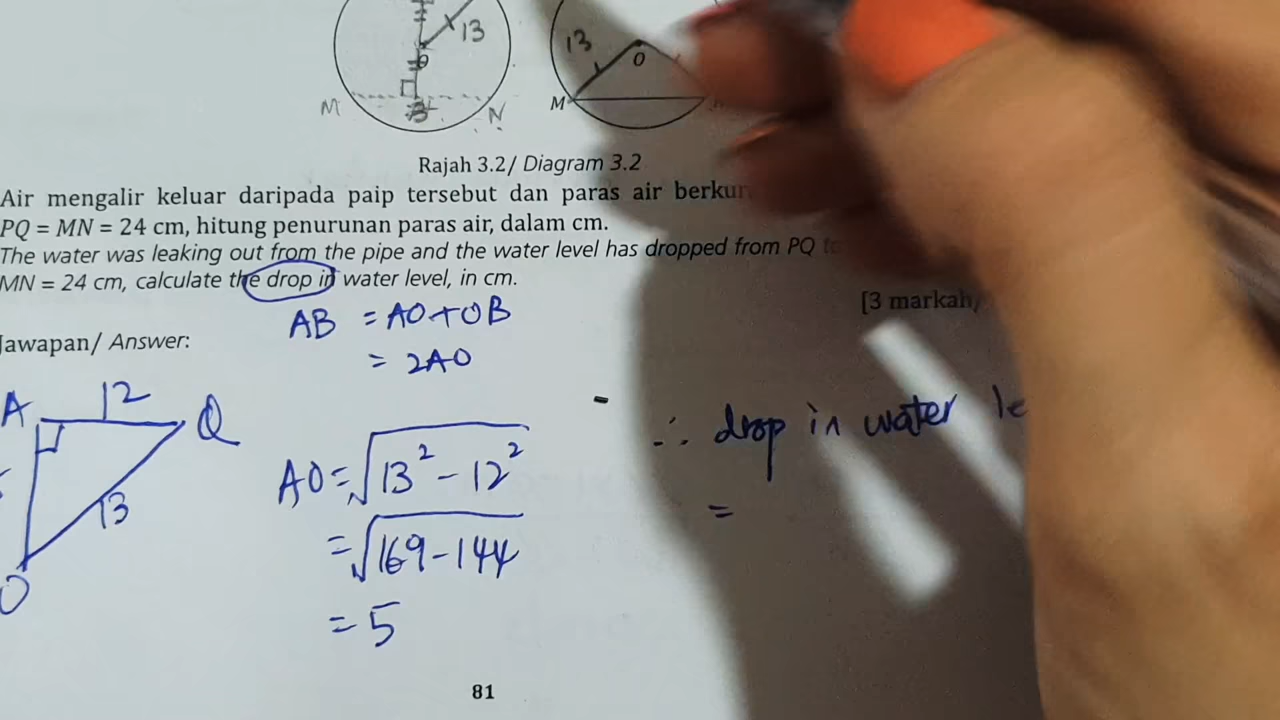 13
13
O
M
B
N
M
Rajah 3.2/ Diagram 3.2
Air mengalir keluar daripada paip tersebut dan paras air
PQ = MN = 24 cm, hitung penurunan paras air, dalam cm.
The water was leaking out from the pipe and the water level has dropped from PQ
MN = 24 cm, calculate the drop in water level, in cm.
[3 markah/
AB = AO + OB
Jawapan/ Answer:
= 2AO
A 12 Q
∴ drop in water
AO = √13² - 12²
13
=
= √169 - 144
O
= 5
81